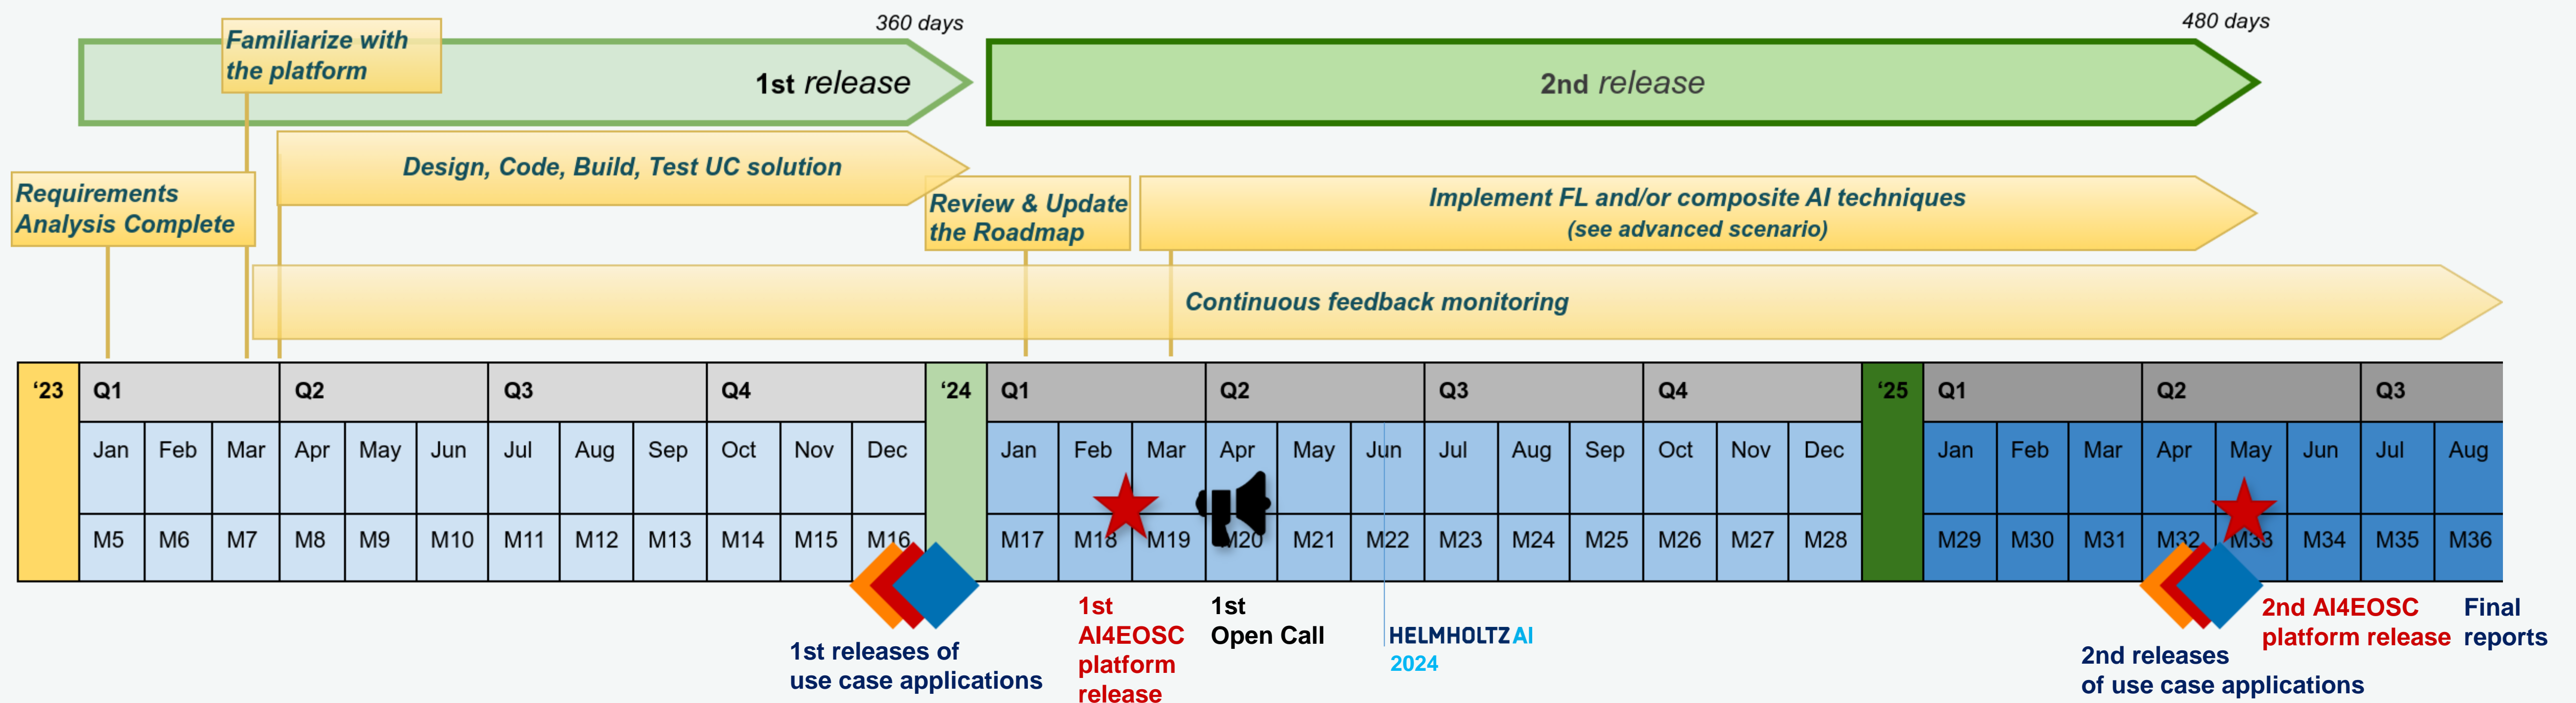 360 days
480 days
Familiarize with
the platform
1st release
2nd release
Design, Code, Build, Test UC solution
Requirements
Analysis Complete
Review & Update
the Roadmap
Implement FL and/or composite AI techniques
(see advanced scenario)
Continuous feedback monitoring
‘23 Q1 Q2 Q3 Q4 ‘24 Q1 Q2 Q3 Q4 ‘25 Q1 Q2 Q3
Jan Feb Mar Apr May Jun Jul Aug Sep Oct Nov Dec Jan Feb Mar Apr May Jun Jul Aug Sep Oct Nov Dec Jan Feb Mar Apr May Jun Jul Aug
M5 M6 M7 M8 M9 M10 M11 M12 M13 M14 M15 M16 M17 M18 M19 M20 M21 M22 M23 M24 M25 M26 M27 M28 M29 M30 M31 M32 M33 M34 M35 M36
1st releases of
use case applications
1st
AI4EOSC
platform
release
1st
Open Call
HELMHOLTZ AI
2024
2nd releases
of use case applications
2nd AI4EOSC
platform release
Final
reports